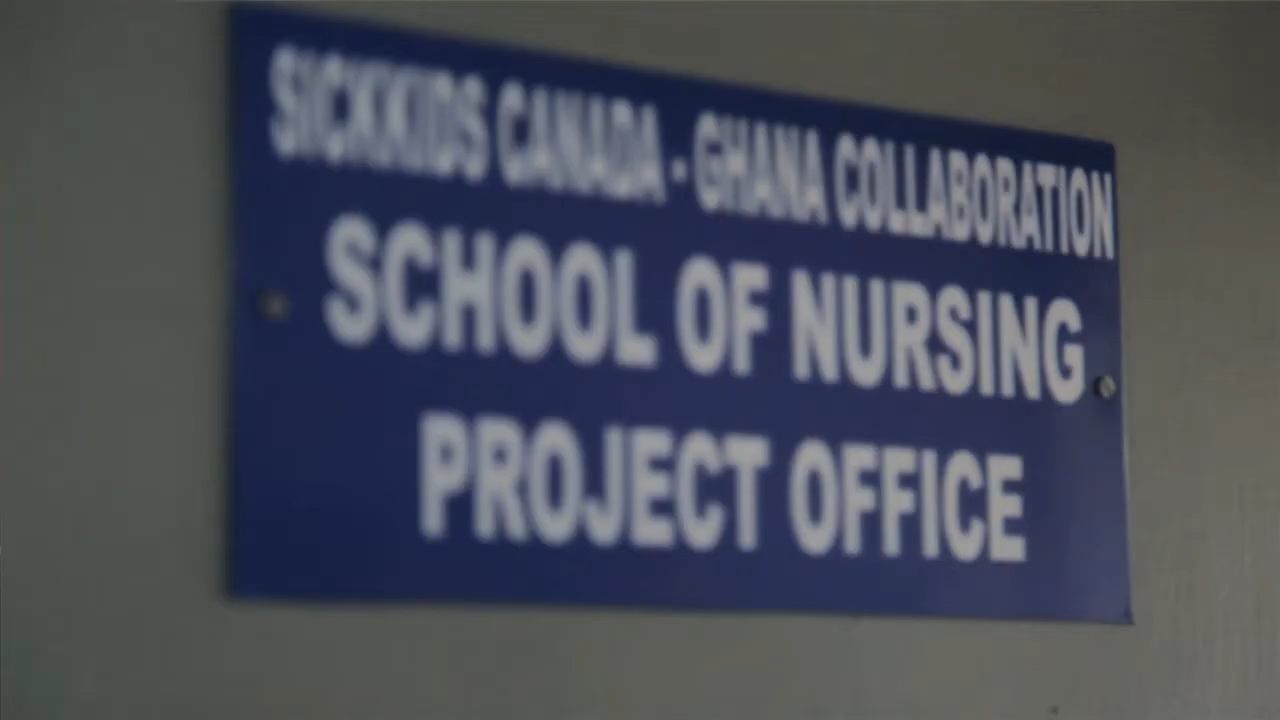 SICKKIDS CANADA - GHANA COLLABORATION
SCHOOL OF NURSING
PROJECT OFFICE